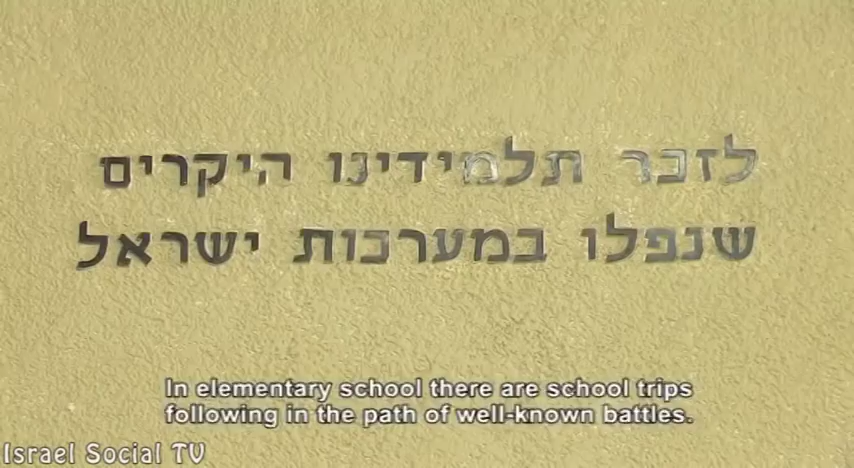 לזכר תלמידינו היקרים
שנפלו במערכות ישראל
In elementary school there are school trips
following in the path of well-known battles.
Israel Social TV